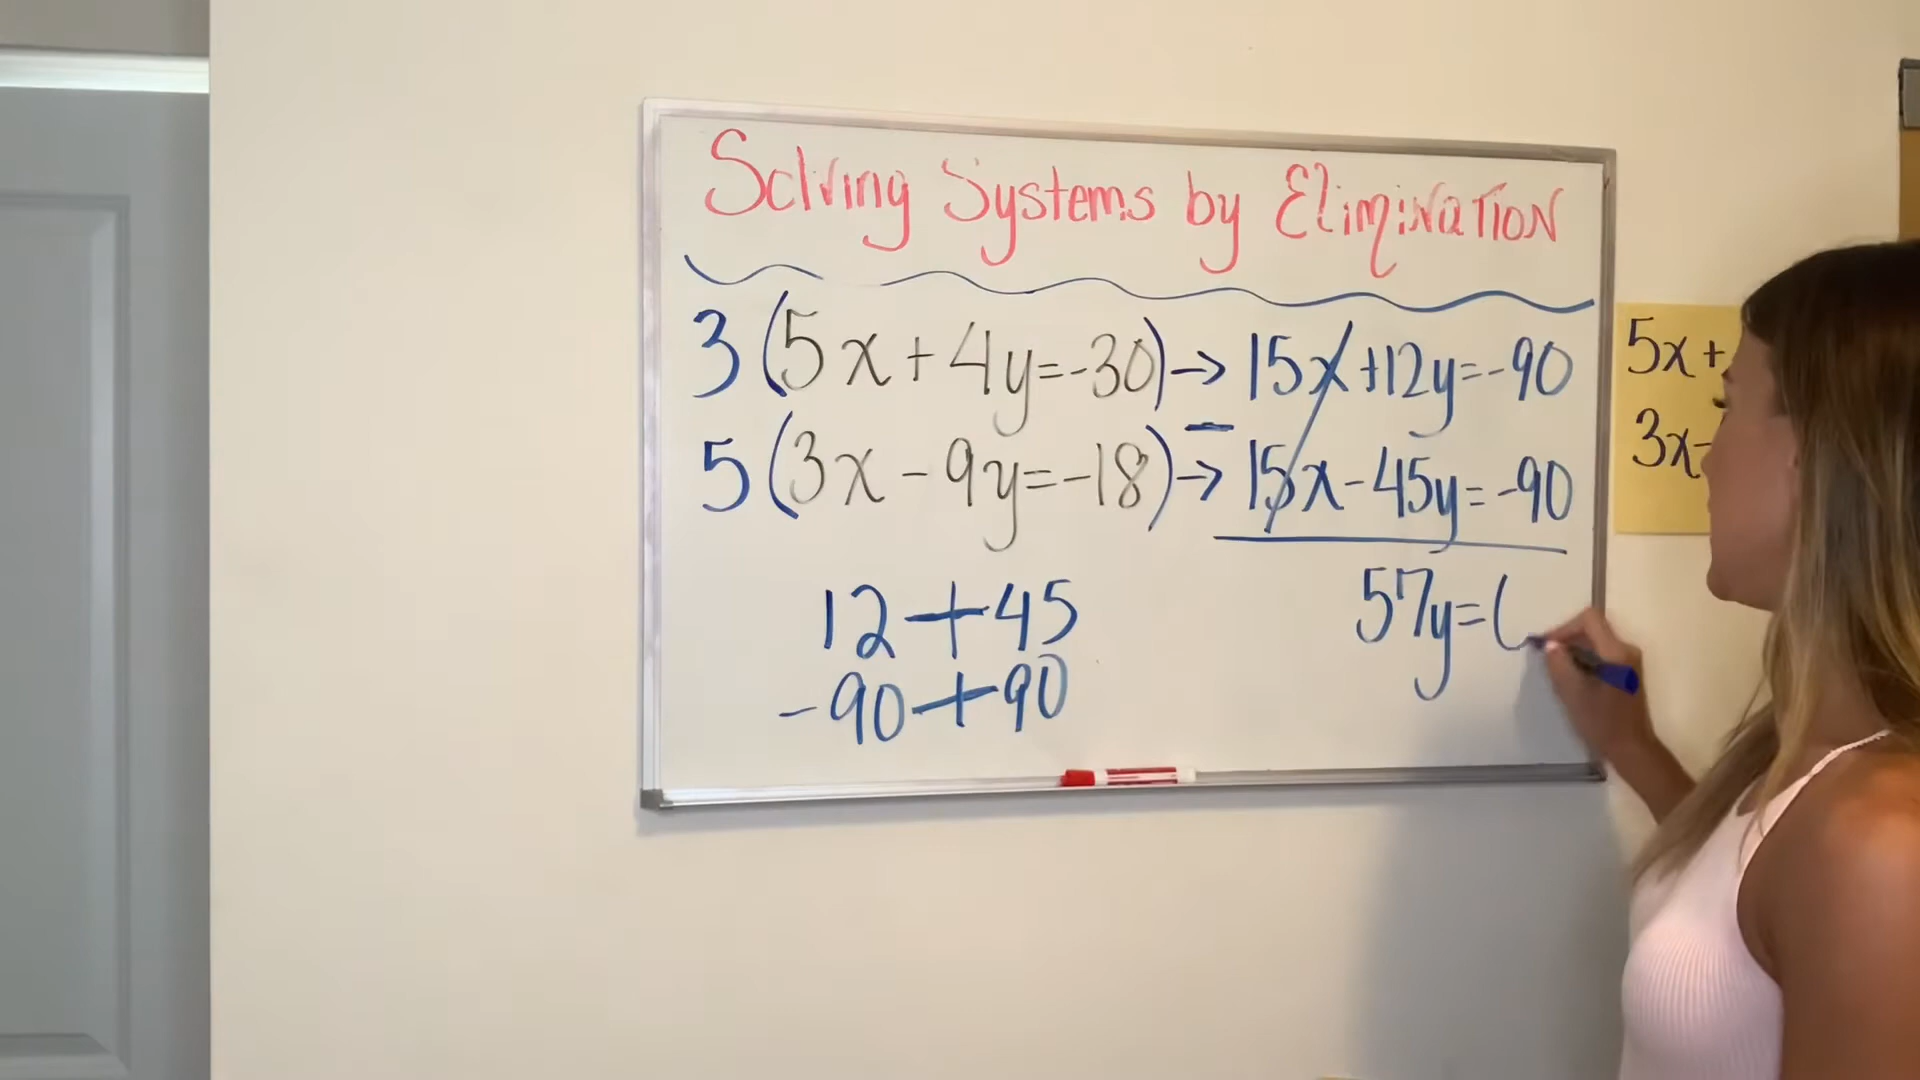 Solving Systems by Elimination
3(5x+4y=-30)→15x+12y=-90
5(3x-9y=-18)→15x-45y=-90
57y=
12+45
-90+90
5x+
3x-